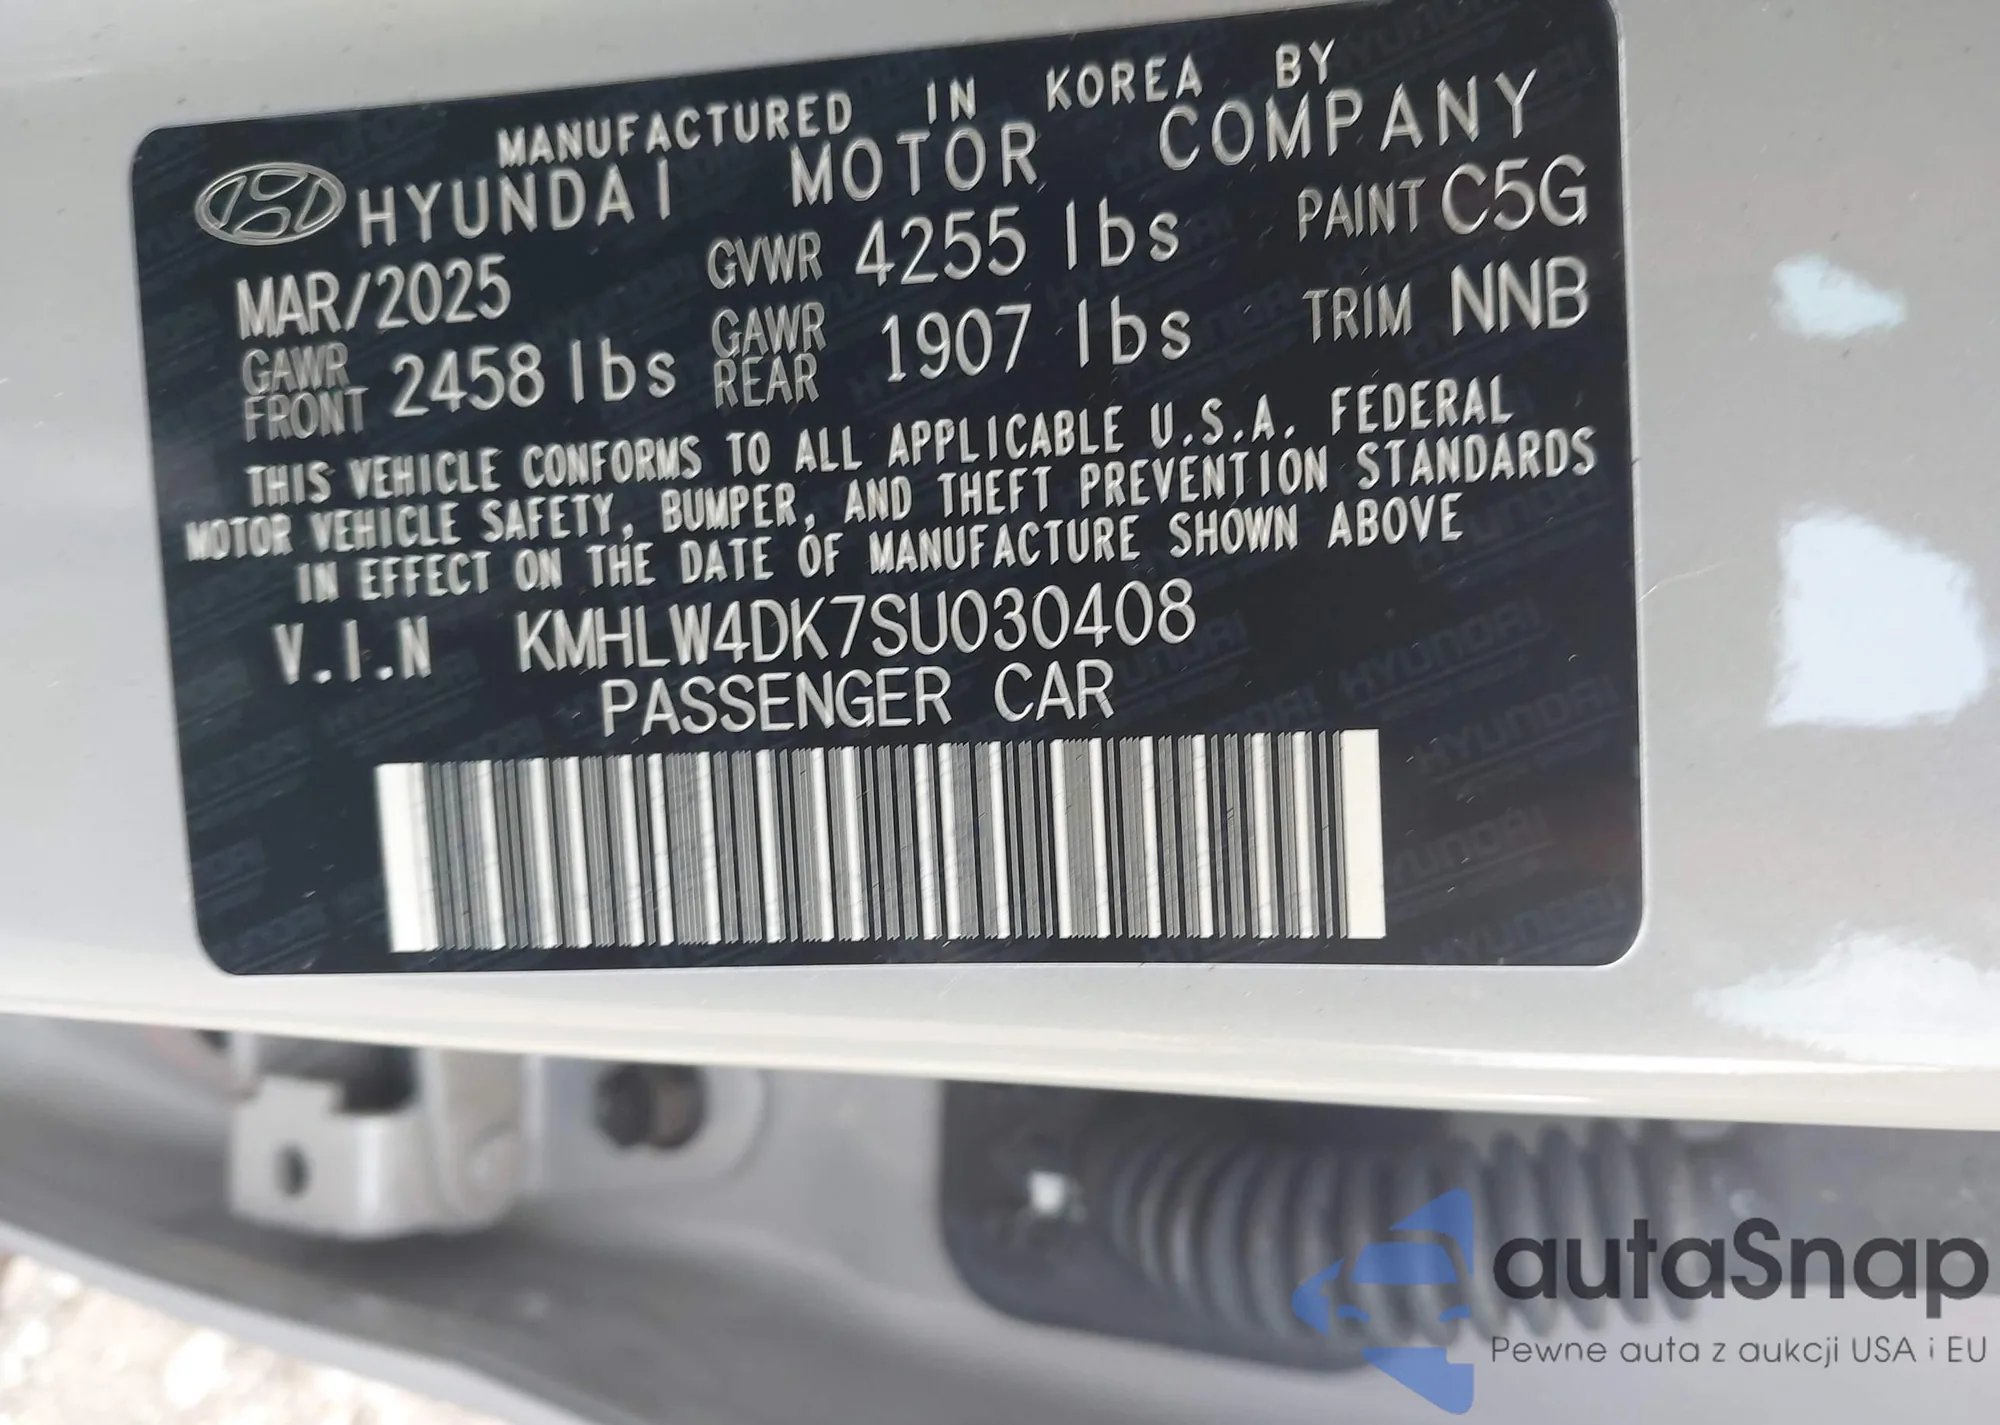 MANUFACTURED IN KOREA BY
HYUNDAI MOTOR COMPANY
MAR/2025 GVWR 4255 lbs PAINT C5G
GAWR FRONT 2458 lbs GAWR REAR 1907 lbs TRIM NNB
THIS VEHICLE CONFORMS TO ALL APPLICABLE U.S.A. FEDERAL
MOTOR VEHICLE SAFETY, BUMPER, AND THEFT PREVENTION STANDARDS
IN EFFECT ON THE DATE OF MANUFACTURE SHOWN ABOVE
V.I.N KMHLW4DK7SU030408
PASSENGER CAR
autaSnap
Pewne auta z aukcji USA i EU